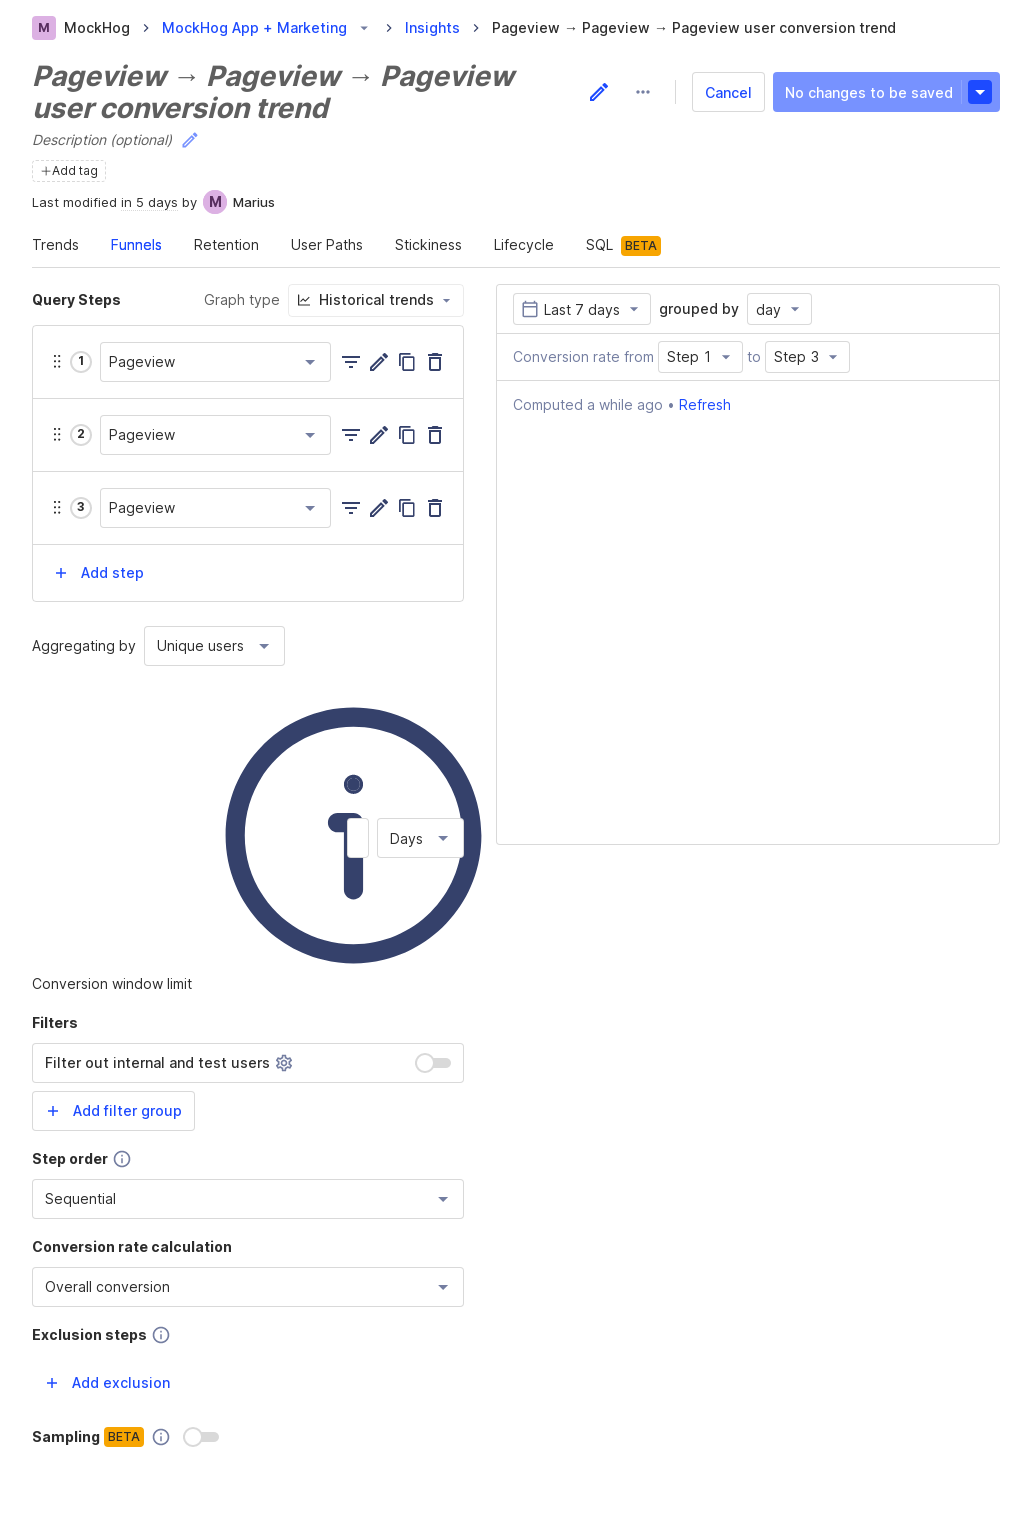 M MockHog MockHog App + Marketing Insights Pageview → Pageview → Pageview user conversion trend
Pageview → Pageview → Pageview
user conversion trend
Cancel No changes to be saved
Description (optional)
+Add tag
Last modified in 5 days by M Marius
Trends Funnels Retention User Paths Stickiness Lifecycle SQL BETA
Query Steps Graph type Historical trends
1 Pageview
2 Pageview
3 Pageview
+ Add step
Aggregating by Unique users
Days
Conversion window limit
Filters
Filter out internal and test users
+ Add filter group
Step order
Sequential
Conversion rate calculation
Overall conversion
Exclusion steps
+ Add exclusion
Sampling BETA
Last 7 days grouped by day
Conversion rate from Step 1 to Step 3
Computed a while ago • Refresh